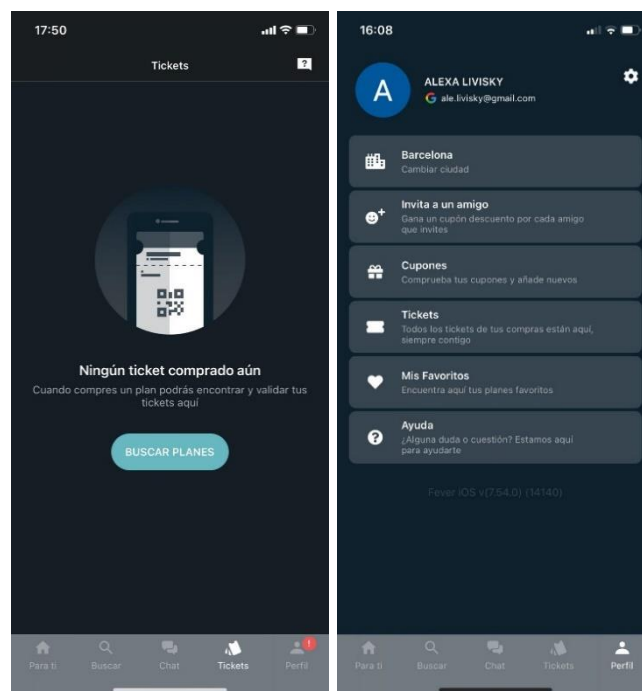 17:50
Tickets
?
Ningún ticket comprado aún
Cuando compres un plan podrás encontrar y validar tus
tickets aquí
BUSCAR PLANES
Para ti
Buscar
Chat
Tickets
Perfil
!
16:08
A
ALEXA LIVISKY
G ale.livisky@gmail.com
Barcelona
Cambiar ciudad
Invita a un amigo
Gana un cupón descuento por cada amigo
que invites
Cupones
Comprueba tus cupones y añade nuevos
Tickets
Todos los tickets de tus compras están aquí,
siempre contigo
Mis Favoritos
Encuentra aquí tus planes favoritos
?
Ayuda
¿Alguna duda o cuestión? Estamos aquí
para ayudarte
Fever iOS v(7.54.0) (14140)
Para ti
Buscar
Chat
Tickets
Perfil